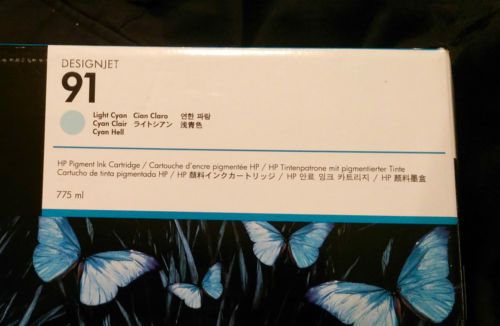 DESIGNJET
91
Light Cyan Cian Claro 연한 파랑
Cyan Clair ライトシアン 浅青色
Cyan Hell
HP Pigment Ink Cartridge / Cartouche d'encre pigmentée HP / HP Tintenpatrone mit pigmentierter Tinte
Cartucho de tinta pigmentada HP / HP 顔料インクカートリッジ / HP 안료 잉크 카트리지 / HP 颜料墨盒
775 ml